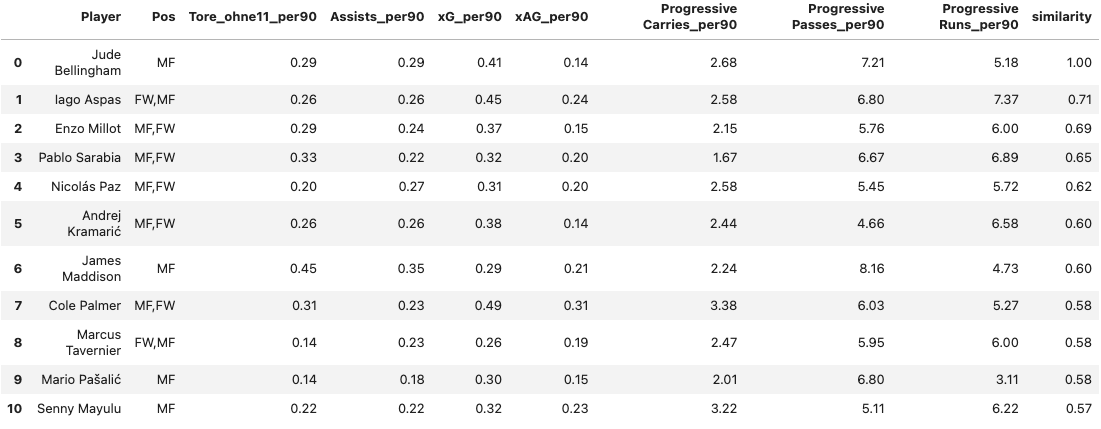 Player Pos Tore_ohne11_per90 Assists_per90 xG_per90 xAG_per90 Progressive Carries_per90 Progressive Passes_per90 Progressive Runs_per90 similarity
0 Jude Bellingham MF 0.29 0.29 0.41 0.14 2.68 7.21 5.18 1.00
1 Iago Aspas FW,MF 0.26 0.26 0.45 0.24 2.58 6.80 7.37 0.71
2 Enzo Millot MF,FW 0.29 0.24 0.37 0.15 2.15 5.76 6.00 0.69
3 Pablo Sarabia MF,FW 0.33 0.22 0.32 0.20 1.67 6.67 6.89 0.65
4 Nicolás Paz MF,FW 0.20 0.27 0.31 0.20 2.58 5.45 5.72 0.62
5 Andrej Kramarić MF,FW 0.26 0.26 0.38 0.14 2.44 4.66 6.58 0.60
6 James Maddison MF 0.45 0.35 0.29 0.21 2.24 8.16 4.73 0.60
7 Cole Palmer MF,FW 0.31 0.23 0.49 0.31 3.38 6.03 5.27 0.58
8 Marcus Tavernier FW,MF 0.14 0.23 0.26 0.19 2.47 5.95 6.00 0.58
9 Mario Pašalić MF 0.14 0.18 0.30 0.15 2.01 6.80 3.11 0.58
10 Senny Mayulu MF 0.22 0.22 0.32 0.23 3.22 5.11 6.22 0.57